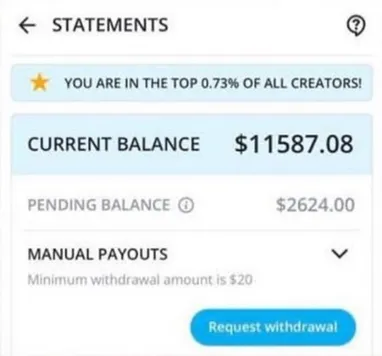 STATEMENTS
YOU ARE IN THE TOP 0.73% OF ALL CREATORS!
CURRENT BALANCE $11587.08
PENDING BALANCE $2624.00
MANUAL PAYOUTS
Minimum withdrawal amount is $20
Request withdrawal